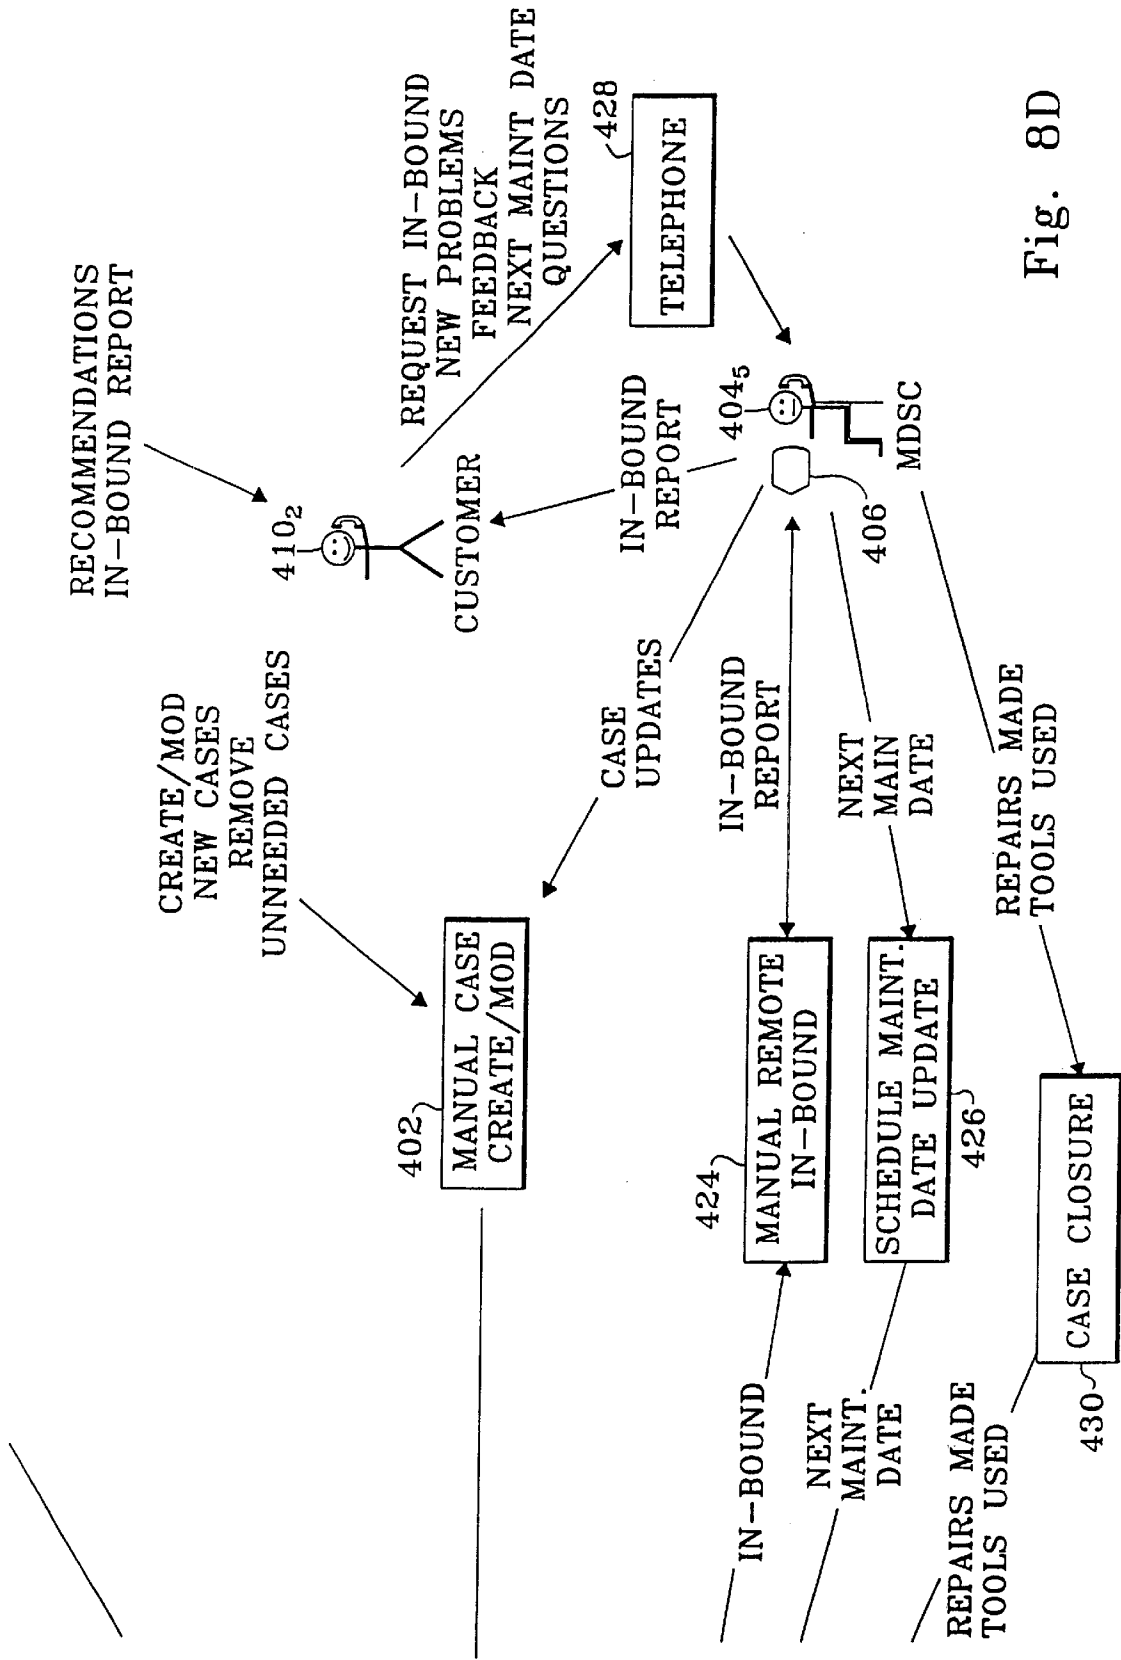 RECOMMENDATIONS
IN-BOUND REPORT
CREATE/MOD
NEW CASES
REMOVE
UNNEEDED CASES
410₂
CUSTOMER
REQUEST IN-BOUND
NEW PROBLEMS
FEEDBACK
NEXT MAINT DATE
QUESTIONS
402
MANUAL CASE
CREATE/MOD
CASE
UPDATES
IN-BOUND
REPORT
428
TELEPHONE
404₅
MDSC
406
IN-BOUND
424
MANUAL REMOTE
IN-BOUND
IN-BOUND
REPORT
NEXT
MAINT.
DATE
SCHEDULE MAINT.
DATE UPDATE
426
NEXT
MAIN
DATE
REPAIRS MADE
TOOLS USED
CASE CLOSURE
430
REPAIRS MADE
TOOLS USED
Fig. 8D